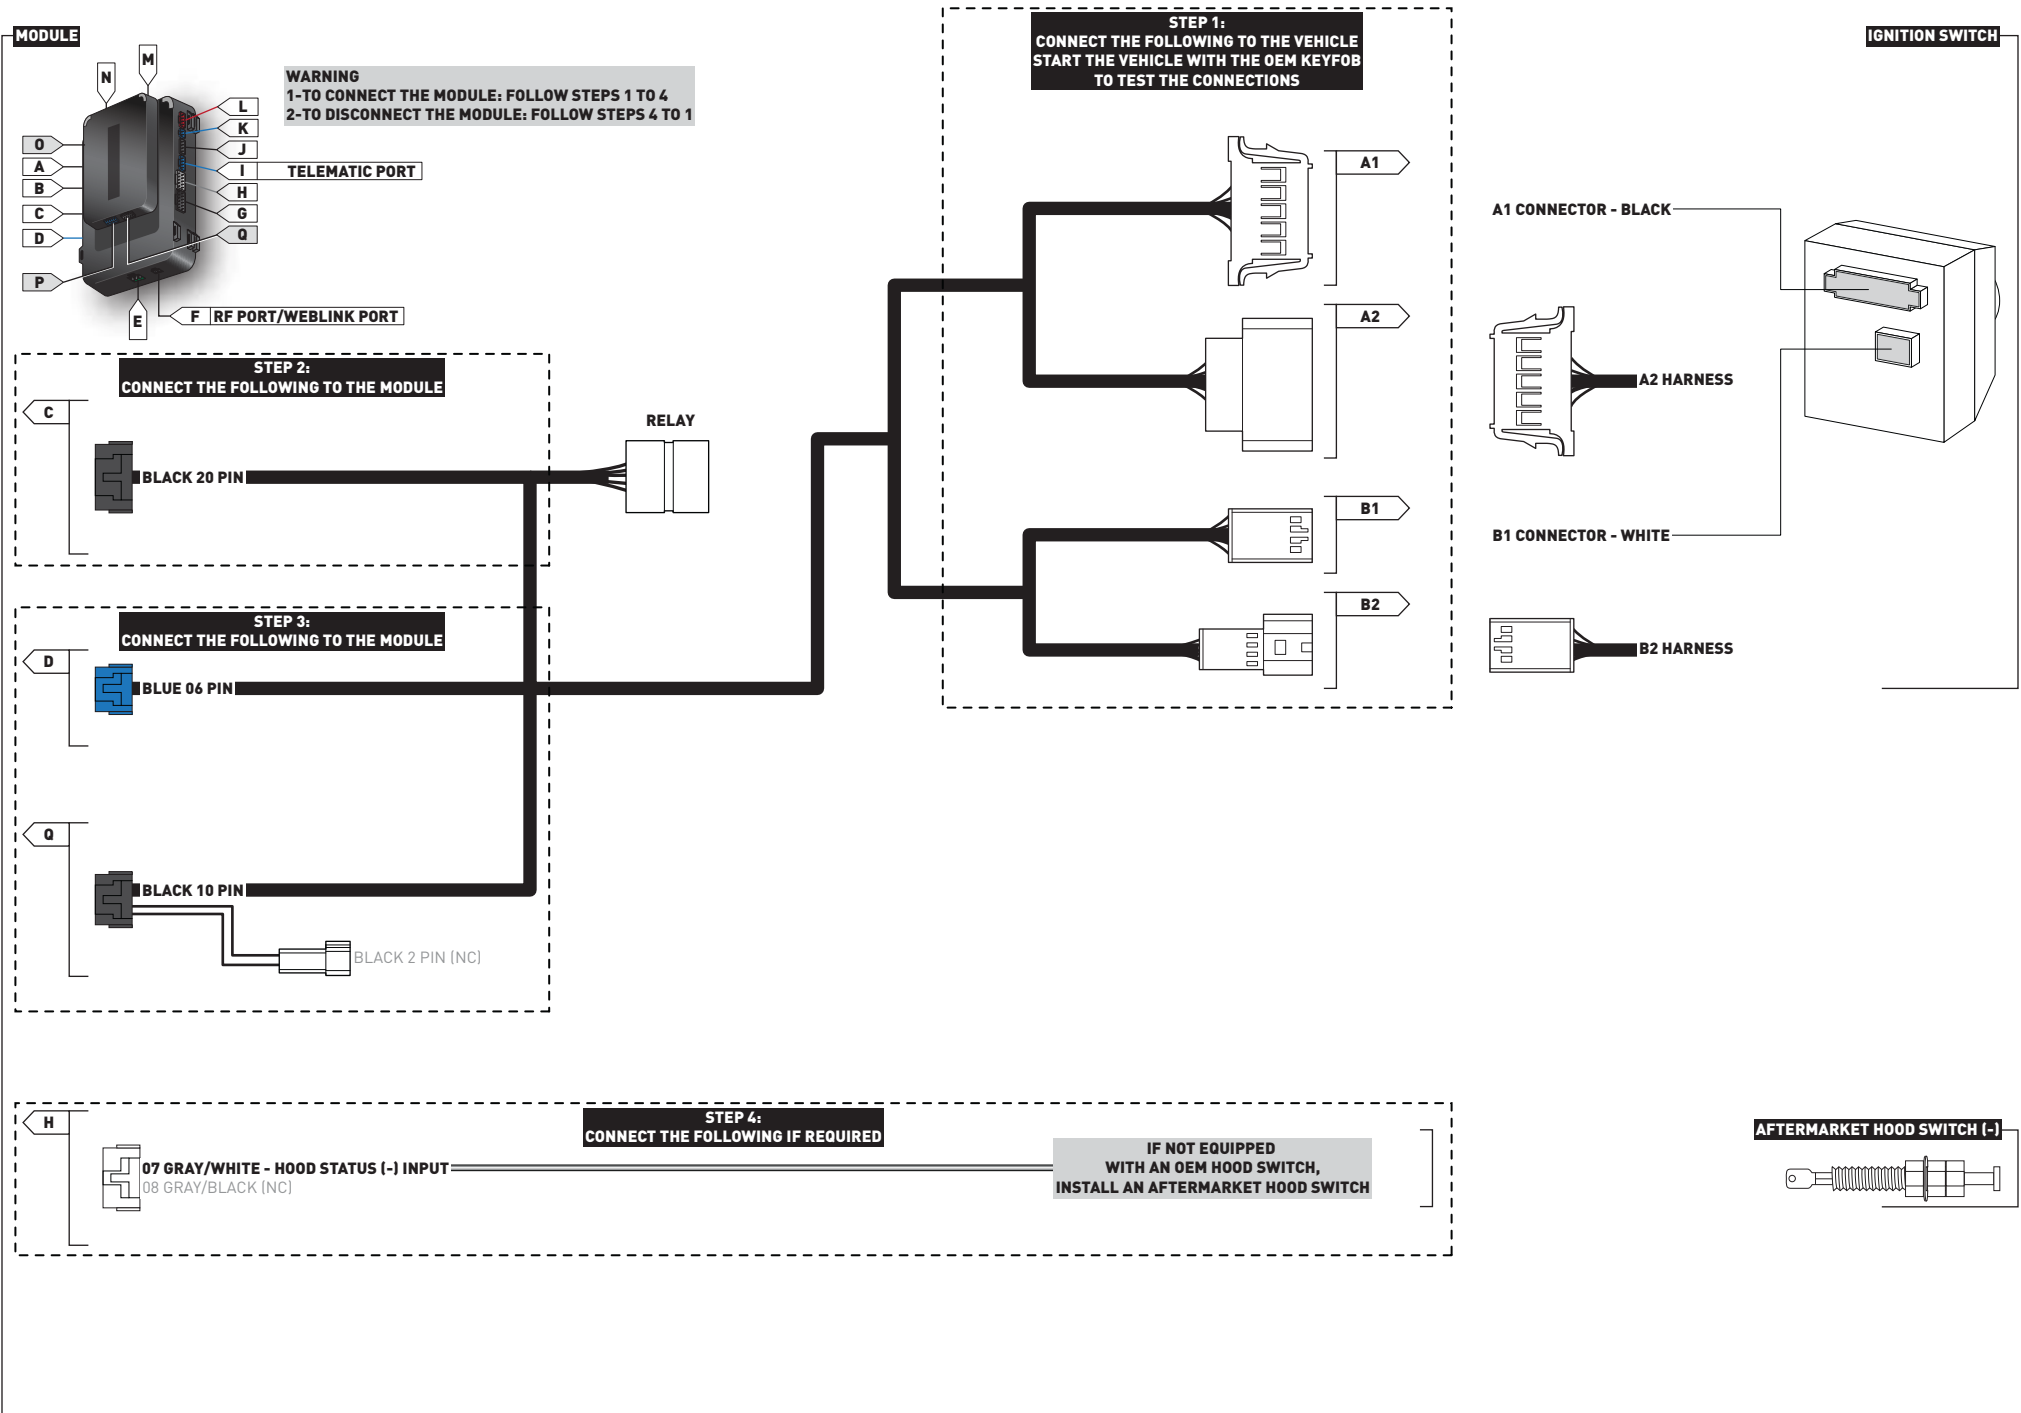 MODULE
N
M
WARNING
1-TO CONNECT THE MODULE: FOLLOW STEPS 1 TO 4
2-TO DISCONNECT THE MODULE: FOLLOW STEPS 4 TO 1
L
K
J
I TELEMATIC PORT
H
G
Q
O
A
B
C
D
P
E
F RF PORT/WEBLINK PORT
STEP 1:
CONNECT THE FOLLOWING TO THE VEHICLE
START THE VEHICLE WITH THE OEM KEYFOB
TO TEST THE CONNECTIONS
A1
A2
B1
B2
IGNITION SWITCH
A1 CONNECTOR - BLACK
A2 HARNESS
B1 CONNECTOR - WHITE
B2 HARNESS
STEP 2:
CONNECT THE FOLLOWING TO THE MODULE
C
BLACK 20 PIN
RELAY
STEP 3:
CONNECT THE FOLLOWING TO THE MODULE
D
BLUE 06 PIN
Q
BLACK 10 PIN
BLACK 2 PIN (NC)
STEP 4:
CONNECT THE FOLLOWING IF REQUIRED
H
07 GRAY/WHITE - HOOD STATUS (-) INPUT
08 GRAY/BLACK (NC)
IF NOT EQUIPPED
WITH AN OEM HOOD SWITCH,
INSTALL AN AFTERMARKET HOOD SWITCH
AFTERMARKET HOOD SWITCH (-)